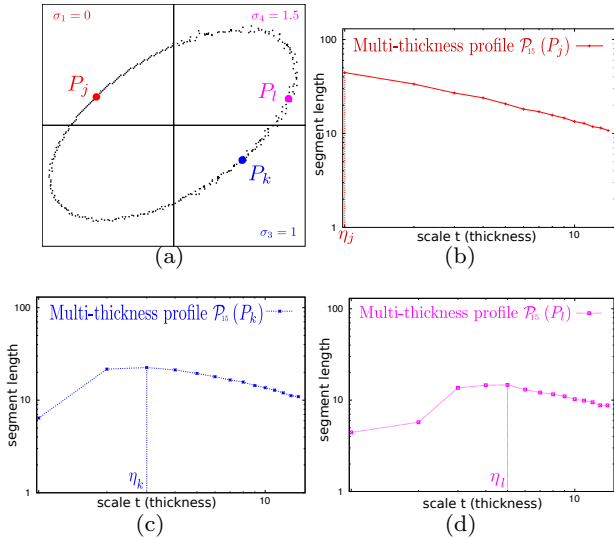 σ₁ = 0
σ₄ = 1.5
Pⱼ
Pₗ
Pₖ
σ₃ = 1
(a)
Multi-thickness profile 𝒫₁₅(Pⱼ)
100
10
1
segment length
ηⱼ
10
scale t (thickness)
(b)
Multi-thickness profile 𝒫₁₅(Pₖ)
100
10
1
segment length
ηₖ
10
scale t (thickness)
(c)
Multi-thickness profile 𝒫₁₅(Pₗ)
100
10
1
segment length
ηₗ
10
scale t (thickness)
(d)